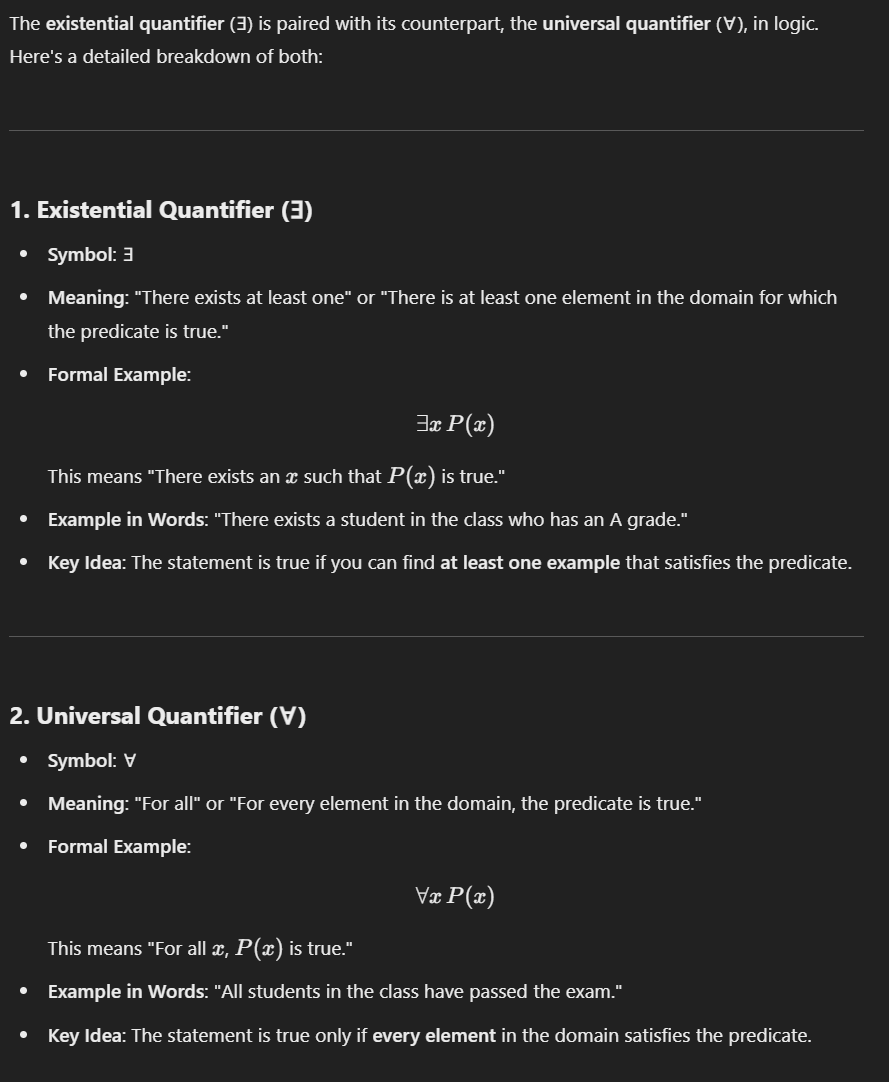 The existential quantifier (∃) is paired with its counterpart, the universal quantifier (∀), in logic.
Here's a detailed breakdown of both:
1. Existential Quantifier (∃)
• Symbol: ∃
• Meaning: "There exists at least one" or "There is at least one element in the domain for which
the predicate is true."
• Formal Example:
∃x P(x)
This means "There exists an x such that P(x) is true."
• Example in Words: "There exists a student in the class who has an A grade."
• Key Idea: The statement is true if you can find at least one example that satisfies the predicate.
2. Universal Quantifier (∀)
• Symbol: ∀
• Meaning: "For all" or "For every element in the domain, the predicate is true."
• Formal Example:
∀x P(x)
This means "For all x, P(x) is true."
• Example in Words: "All students in the class have passed the exam."
• Key Idea: The statement is true only if every element in the domain satisfies the predicate.